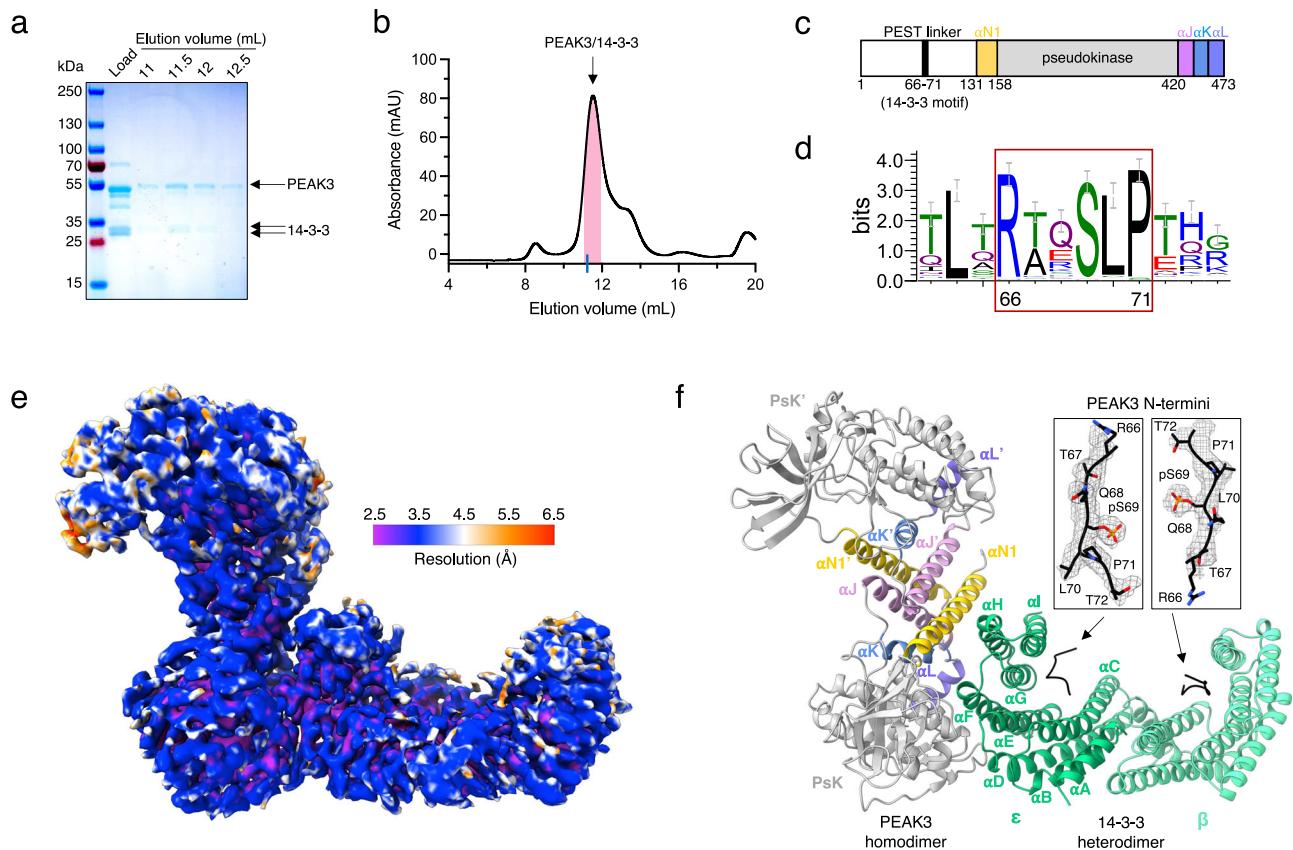 a
Elution volume (mL)
kDa
Load
11
11.5
12
12.5
250
130
100
70
55
35
25
15
PEAK3
14-3-3
b
PEAK3/14-3-3
Absorbance (mAU)
100
80
60
40
20
0
4
8
12
16
20
Elution volume (mL)
c
PEST linker
αN1
αJ
αK
αL
pseudokinase
1
66-71
131
158
420
473
(14-3-3 motif)
d
bits
4.0
3.0
2.0
1.0
0.0
T L T R T Q S L P T H G
Q Q A E E Q R
A R R K
66
71
e
2.5 3.5 4.5 5.5 6.5
Resolution (Å)
f
PEAK3 N-termini
PsK'
αL'
αK'
αJ'
αN1'
αN1
αJ
αK
αL
PsK
αH
αI
αG
αC
αF
αE
αD
αB
αA
R66
T67
Q68
pS69
P71
L70
T72
T72
P71
pS69
L70
Q68
T67
R66
PEAK3
homodimer
ε
14-3-3
heterodimer
β